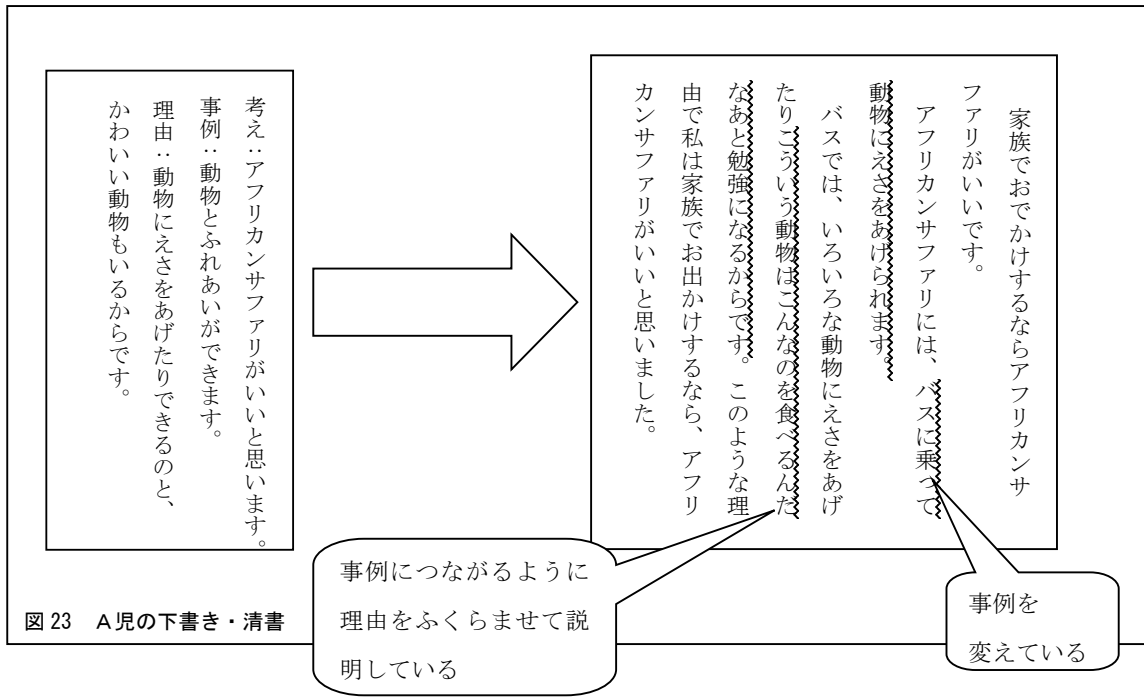 考え：アフリカンサファリがいいと思います。
事例：動物とふれあいができます。
理由：動物にえさをあげたりできるのと、
かわいい動物もいるからです。
家族でおでかけするならアフリカンサ
ファリがいいです。
アフリカンサファリには、バスに乗って
動物にえさをあげられます。
バスでは、いろいろな動物にえさをあげ
たりこういう動物はこんなのを食べるんだ
なあと勉強になるからです。このような理
由で私は家族でお出かけするなら、アフリ
カンサファリがいいと思いました。
事例につながるように
理由をふくらませて説
明している
事例を
変えている
図 23 A児の下書き・清書